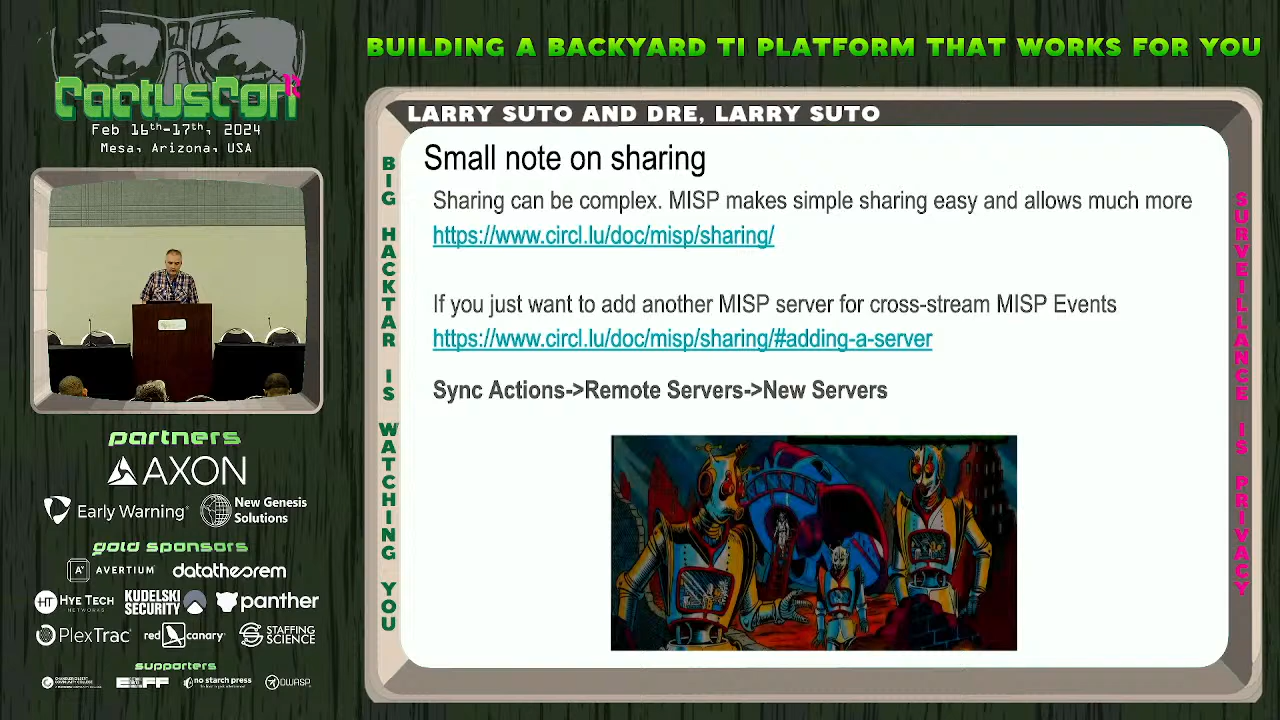 CactusCon
Feb 16th-17th, 2024
Mesa, Arizona, USA
BUILDING A BACKYARD TI PLATFORM THAT WORKS FOR YOU
LARRY SUTO AND DRE, LARRY SUTO
BIG HACKTAR IS WATCHING YOU
Small note on sharing
Sharing can be complex. MISP makes simple sharing easy and allows much more
https://www.circl.lu/doc/misp/sharing/
If you just want to add another MISP server for cross-stream MISP Events
https://www.circl.lu/doc/misp/sharing/#adding-a-server
Sync Actions->Remote Servers->New Servers
SURVEILLANCE IS PRIVACY
partners
AXON
Early Warning
New Genesis
Solutions
gold sponsors
AVERTIUM
datatheorem
HT HYE TECH
NETWORKS
KUDELSKI
SECURITY
panther
PlexTrac
red canary
STAFFING
SCIENCE
supporters
EFF
no starch press
OWASP